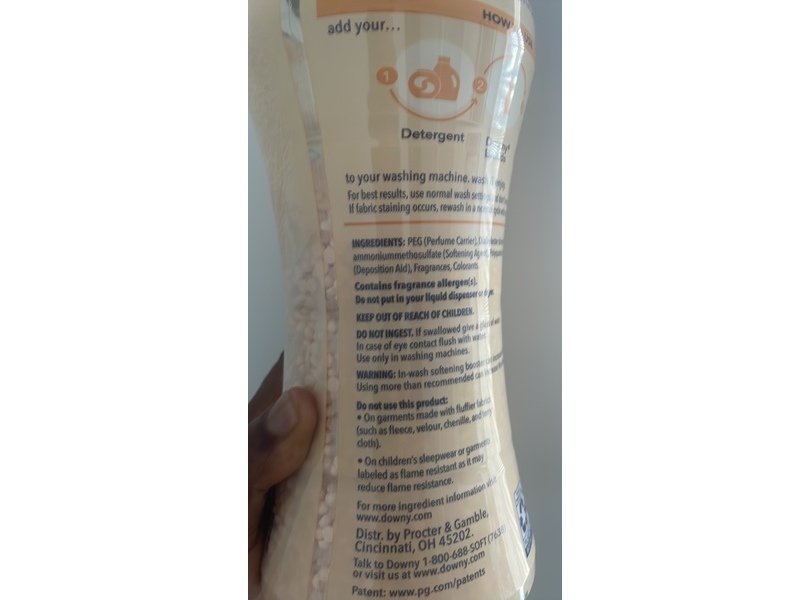 HOW
add your...
1
2
Detergent
to your washing machine.
For best results, use normal wash
If fabric staining occurs, rewash in a
INGREDIENTS: PEG (Perfume Carrier),
ammoniummethosulfate (Softening
(Deposition Aid), Fragrances, Colorants.
Contains fragrance allergen(s).
Do not put in your liquid dispenser or
KEEP OUT OF REACH OF CHILDREN.
DO NOT INGEST. If swallowed give a
In case of eye contact flush with water.
Use only in washing machines.
WARNING: In-wash softening booster
Using more than recommended can
Do not use this product:
• On garments made with fluffier fabrics
(such as fleece, velour, chenille, and terry
cloth).
• On children's sleepwear or garments
labeled as flame resistant as it may
reduce flame resistance.
For more ingredient information visit
www.downy.com
Distr. by Procter & Gamble,
Cincinnati, OH 45202.
Talk to Downy 1-800-688-SOFT
or visit us at www.downy.com
Patent: www.pg.com/patents